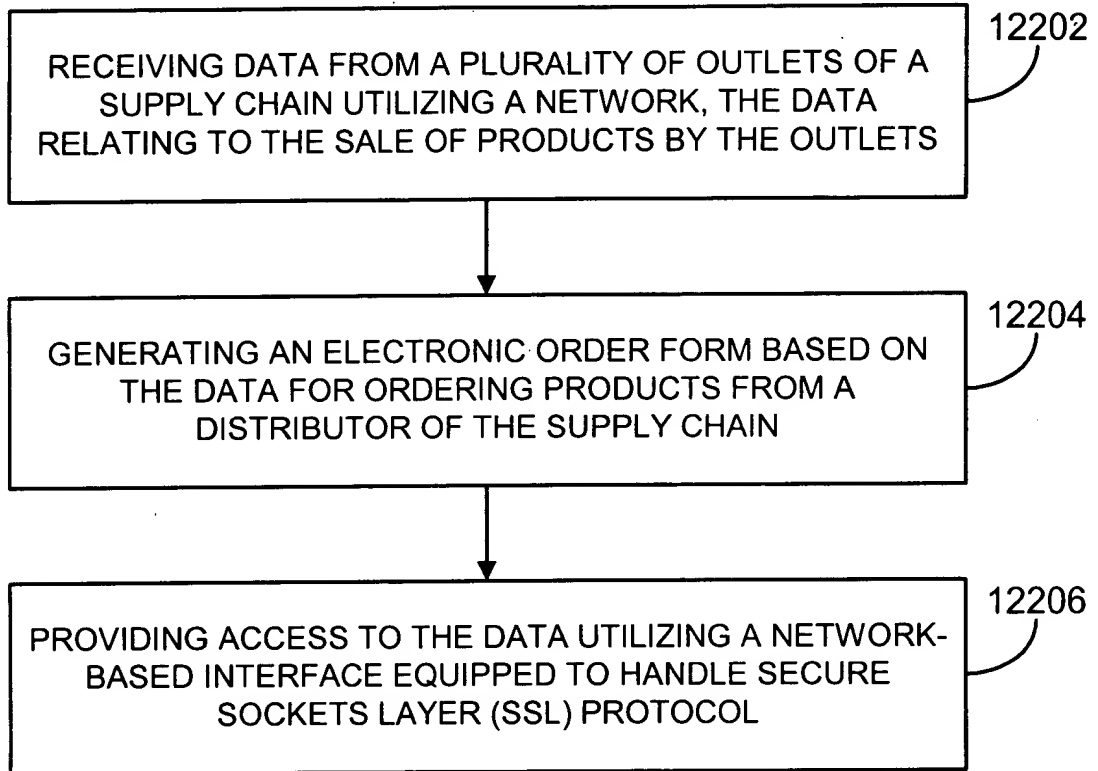 12202
RECEIVING DATA FROM A PLURALITY OF OUTLETS OF A
SUPPLY CHAIN UTILIZING A NETWORK, THE DATA
RELATING TO THE SALE OF PRODUCTS BY THE OUTLETS
12204
GENERATING AN ELECTRONIC ORDER FORM BASED ON
THE DATA FOR ORDERING PRODUCTS FROM A
DISTRIBUTOR OF THE SUPPLY CHAIN
12206
PROVIDING ACCESS TO THE DATA UTILIZING A NETWORK-
BASED INTERFACE EQUIPPED TO HANDLE SECURE
SOCKETS LAYER (SSL) PROTOCOL